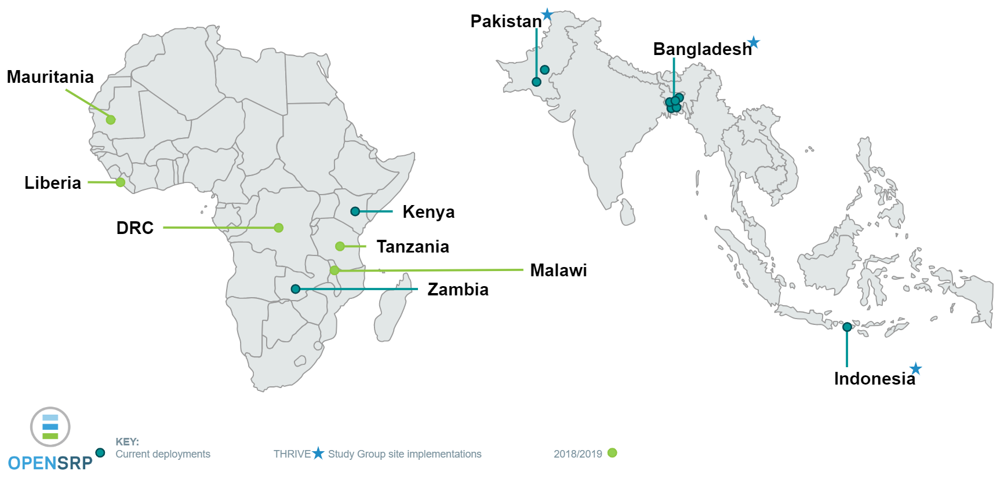 Pakistan
Bangladesh
Mauritania
Liberia
Kenya
DRC
Tanzania
Malawi
Zambia
Indonesia
KEY:
Current deployments
THRIVE Study Group site implementations
2018/2019
OPENSRP